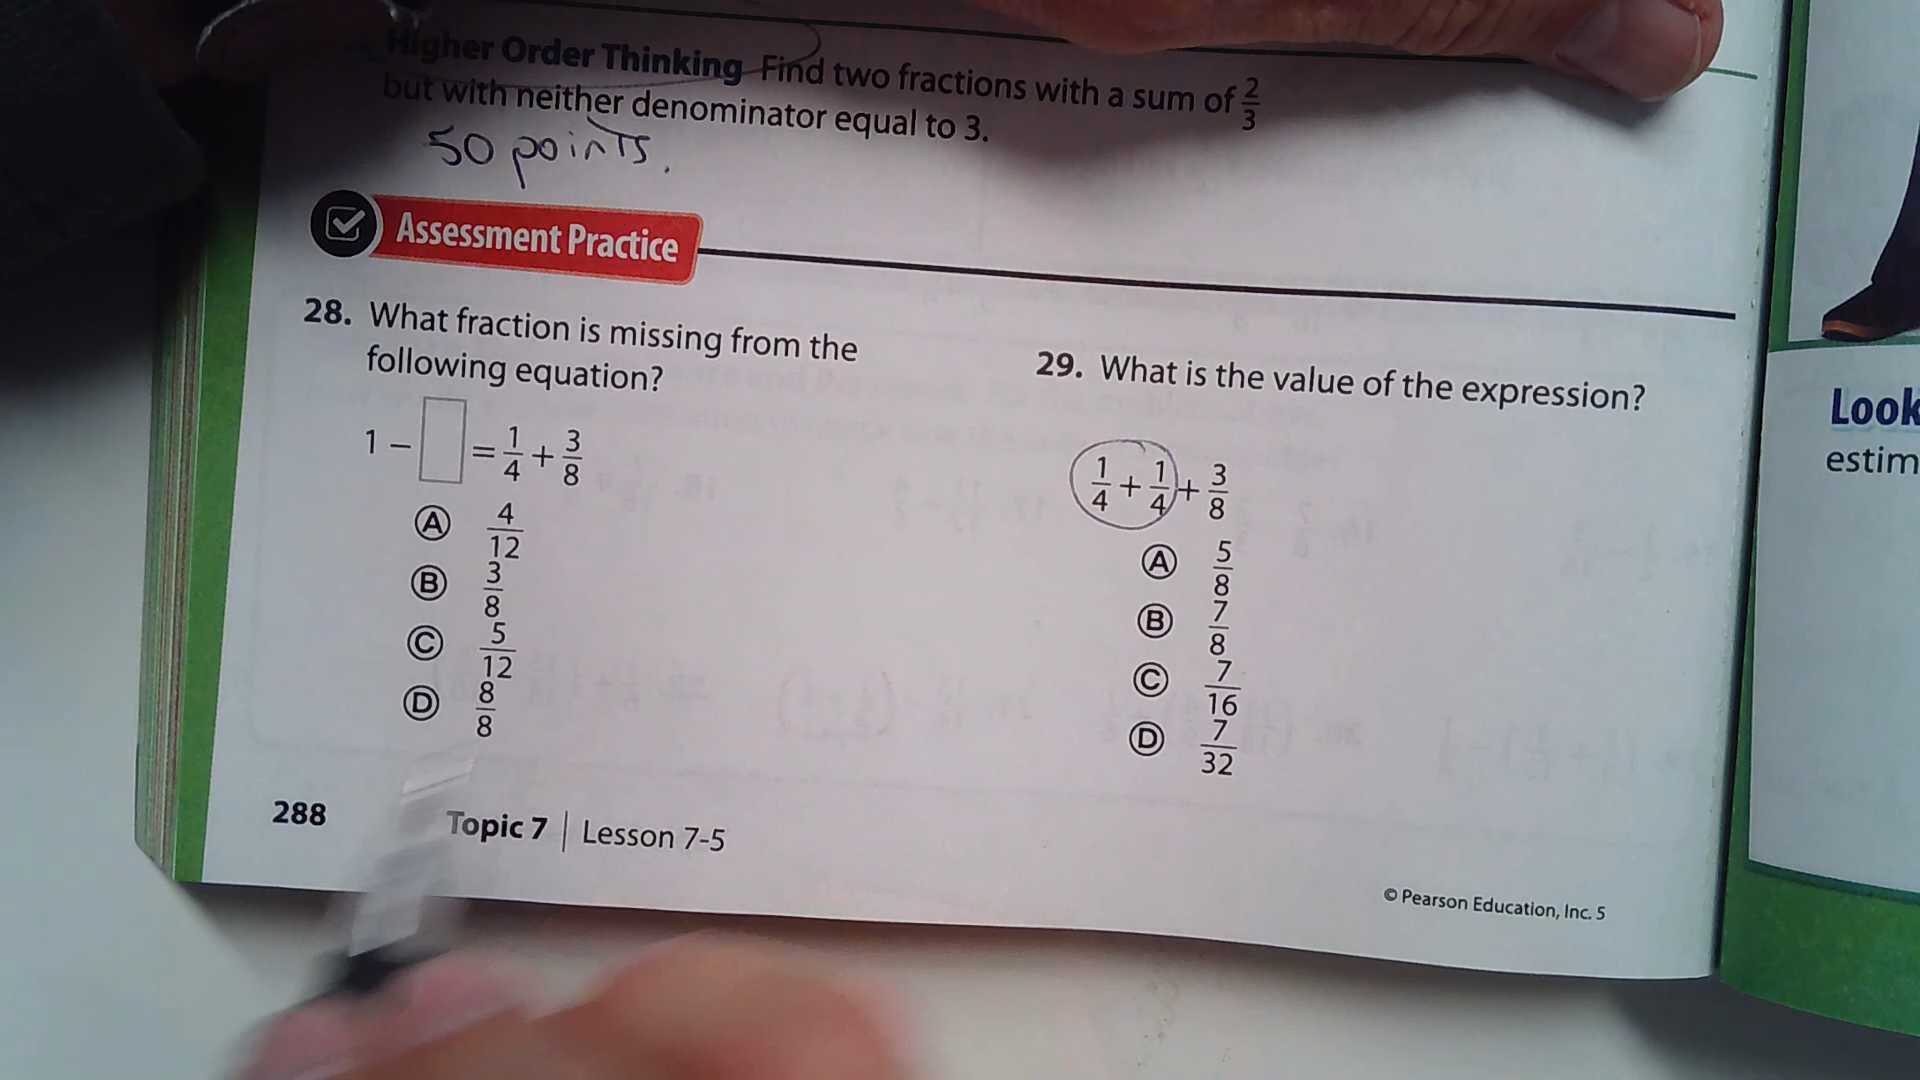 Higher Order Thinking Find two fractions with a sum of 2/3
but with neither denominator equal to 3.
50 points.
Assessment Practice
28. What fraction is missing from the
following equation?
1 − □ = 1/4 + 3/8
Ⓐ 4/12
Ⓑ 3/8
Ⓒ 5/12
Ⓓ 8/8
29. What is the value of the expression?
1/4 + 1/4 + 3/8
Ⓐ 5/8
Ⓑ 7/8
Ⓒ 7/16
Ⓓ 7/32
288 Topic 7 | Lesson 7-5
© Pearson Education, Inc. 5
Look
estim